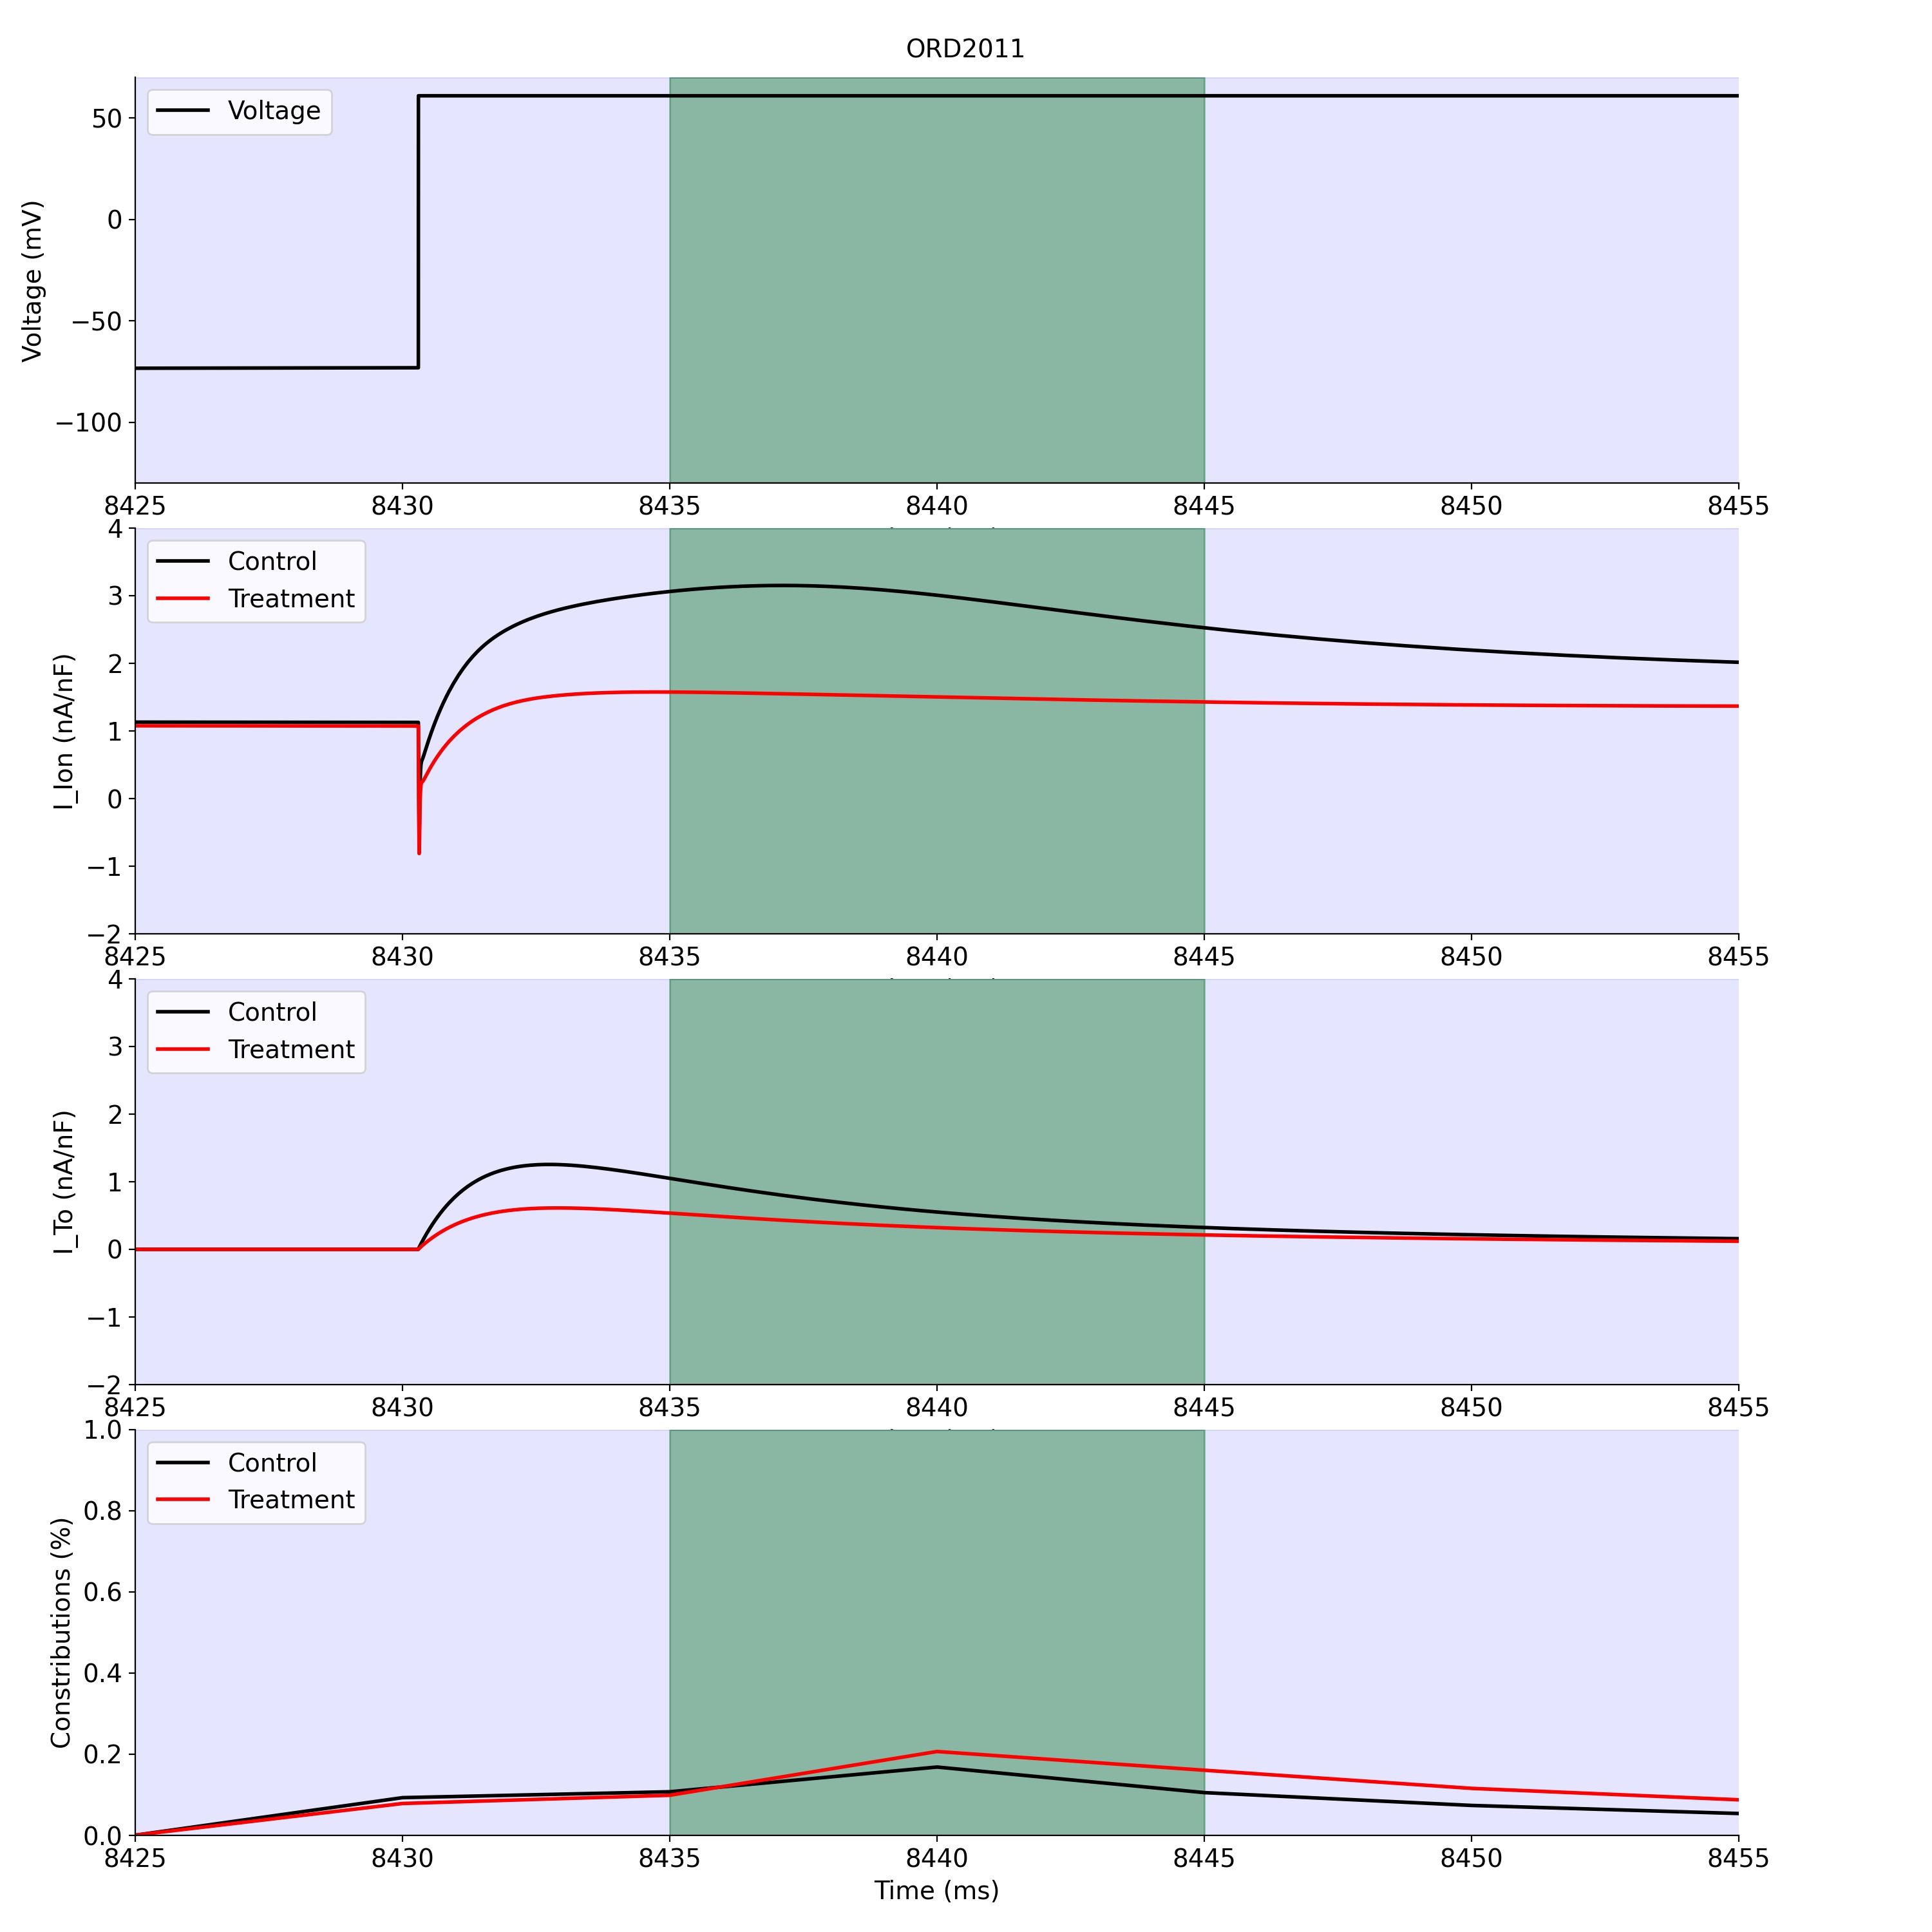 ORD2011
Voltage
Voltage (mV)
50
0
−50
−100
8425 8430 8435 8440 8445 8450 8455
Control
Treatment
I_Ion (nA/nF)
4
3
2
1
0
−1
−2
8425 8430 8435 8440 8445 8450 8455
Control
Treatment
I_To (nA/nF)
4
3
2
1
0
−1
−2
8425 8430 8435 8440 8445 8450 8455
Control
Treatment
Constributions (%)
1.0
0.8
0.6
0.4
0.2
0.0
8425 8430 8435 8440 8445 8450 8455
Time (ms)